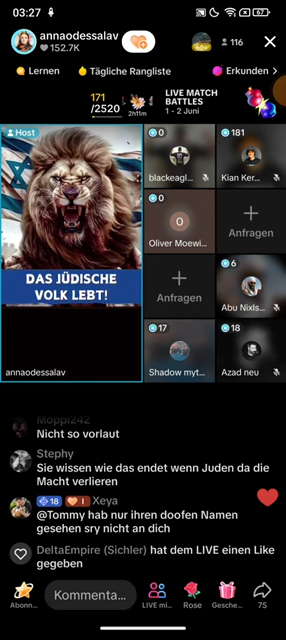 03:27
67
annaodessalav
152.7K
60+
116
Lernen
Tägliche Rangliste
Erkunden
171
/2520
2h11m
LIVE MATCH
BATTLES
1 - 2 Juni
Host
0
181
blackeagl...
Kian Ker...
0
O
Oliver Moewi...
Anfragen
DAS JÜDISCHE
VOLK LEBT!
6
Anfragen
Abu Nixls...
17
18
annaodessalav
Shadow myt...
Azad neu
Moppi242
Nicht so vorlaut
Stephy
Sie wissen wie das endet wenn Juden da die
Macht verlieren
18 1 Xeya
@Tommy hab nur ihren doofen Namen
gesehen sry nicht an dich
DeltaEmpire (Sichler) hat dem LIVE einen Like
gegeben
Abonn...
Kommenta...
LIVE mi...
Rose
Gesche...
75